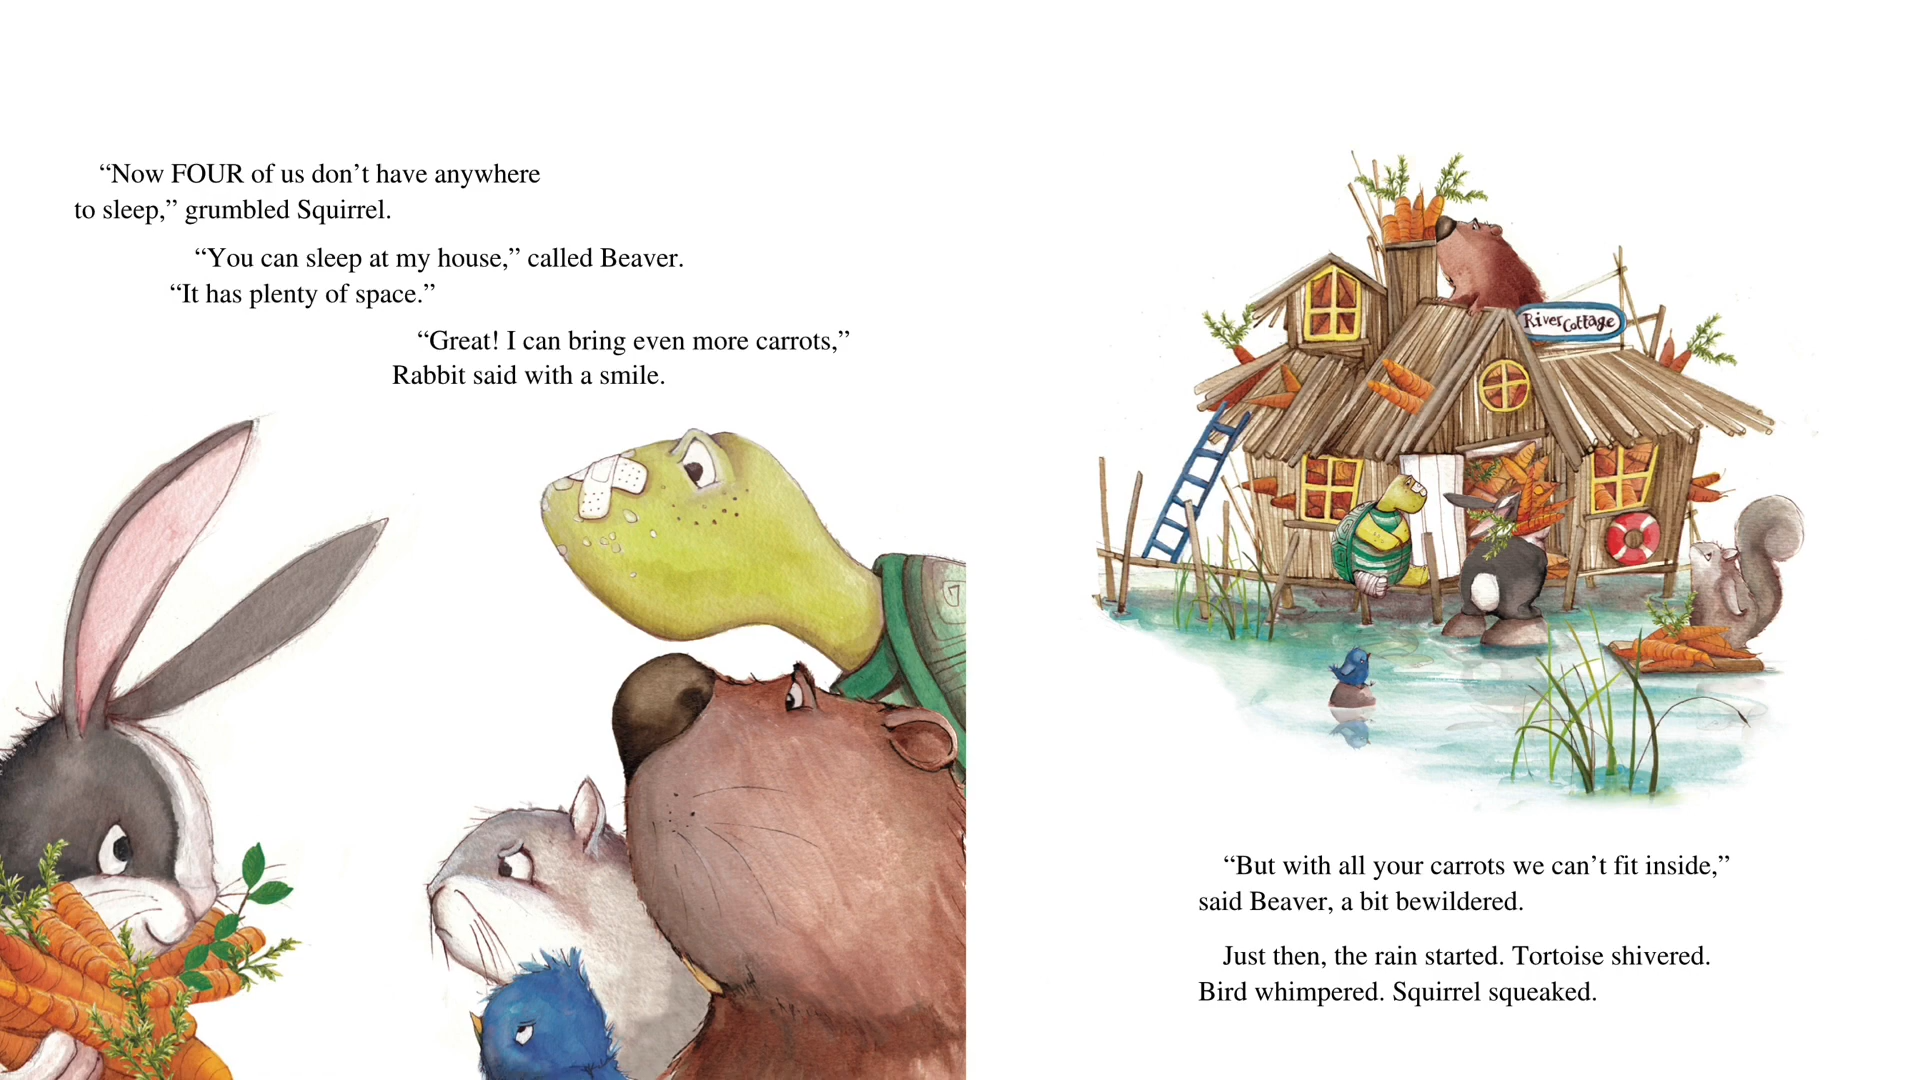 “Now FOUR of us don’t have anywhere
to sleep,” grumbled Squirrel.
“You can sleep at my house,” called Beaver.
“It has plenty of space.”
“Great! I can bring even more carrots,”
Rabbit said with a smile.
River Cottage
“But with all your carrots we can’t fit inside,”
said Beaver, a bit bewildered.
Just then, the rain started. Tortoise shivered.
Bird whimpered. Squirrel squeaked.